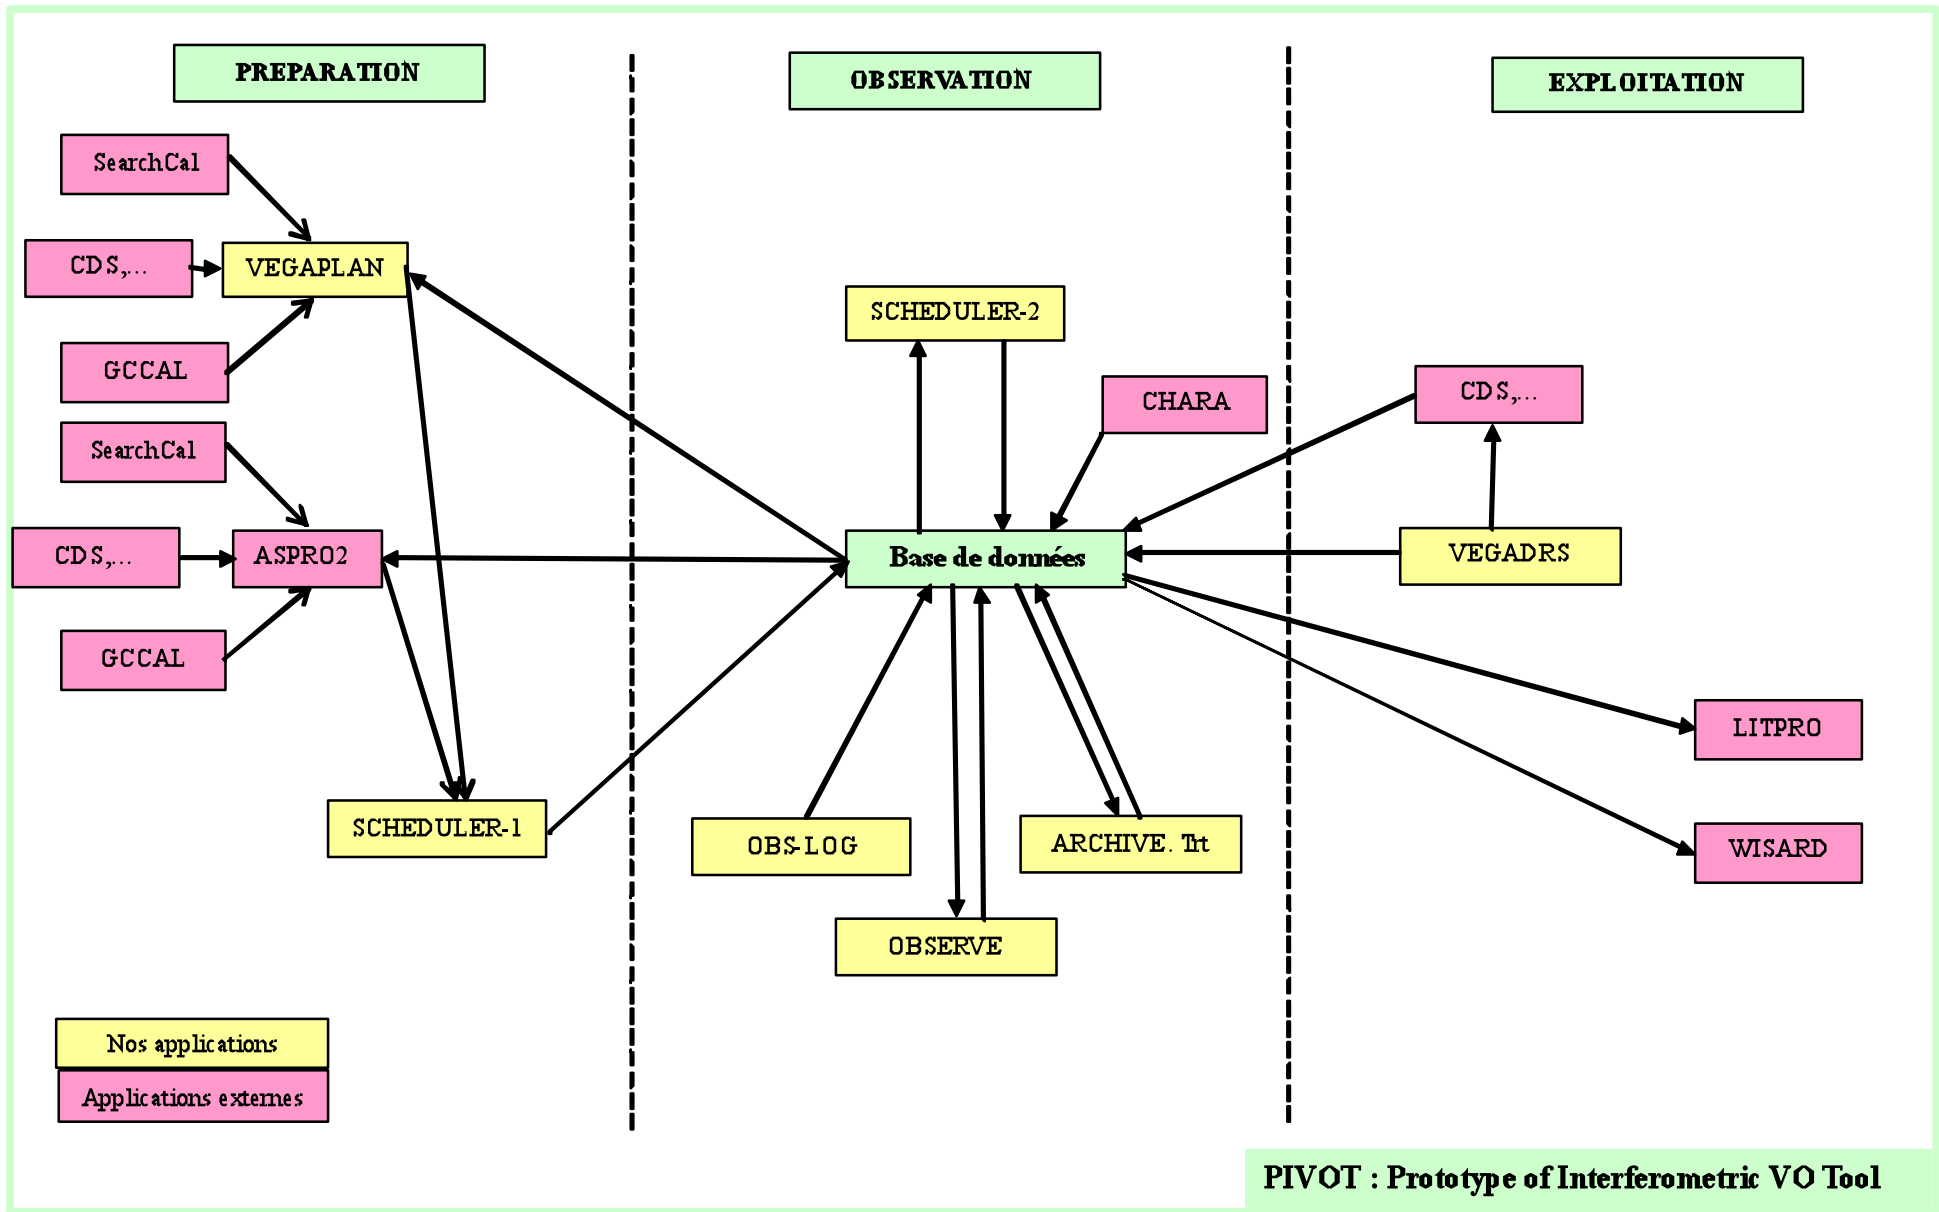 PREPARATION
OBSERVATION
EXPLOITATION
SearchCal
CDS,...
VEGAPLAN
GCCAL
SearchCal
CDS,...
ASPRO2
GCCAL
SCHEDULER-1
SCHEDULER-2
CHARA
Base de données
OBS-LOG
ARCHIVE. Trt
OBSERVE
CDS,...
VEGADRS
LITPRO
WISARD
Nos applications
Applications externes
PIVOT : Prototype of Interferometric VO Tool